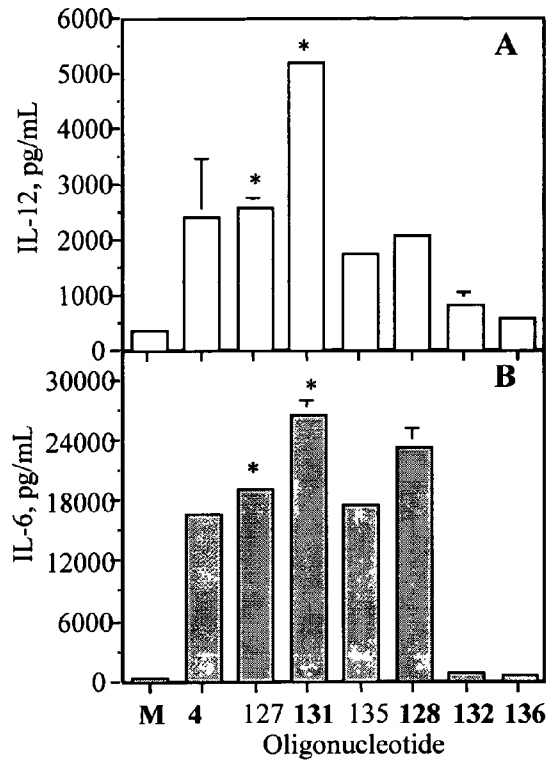 6000
A
5000
4000
3000
2000
1000
0
IL-12, pg/mL
*
*
B
30000
24000
18000
12000
6000
0
IL-6, pg/mL
*
*
M 4 127 131 135 128 132 136
Oligonucleotide